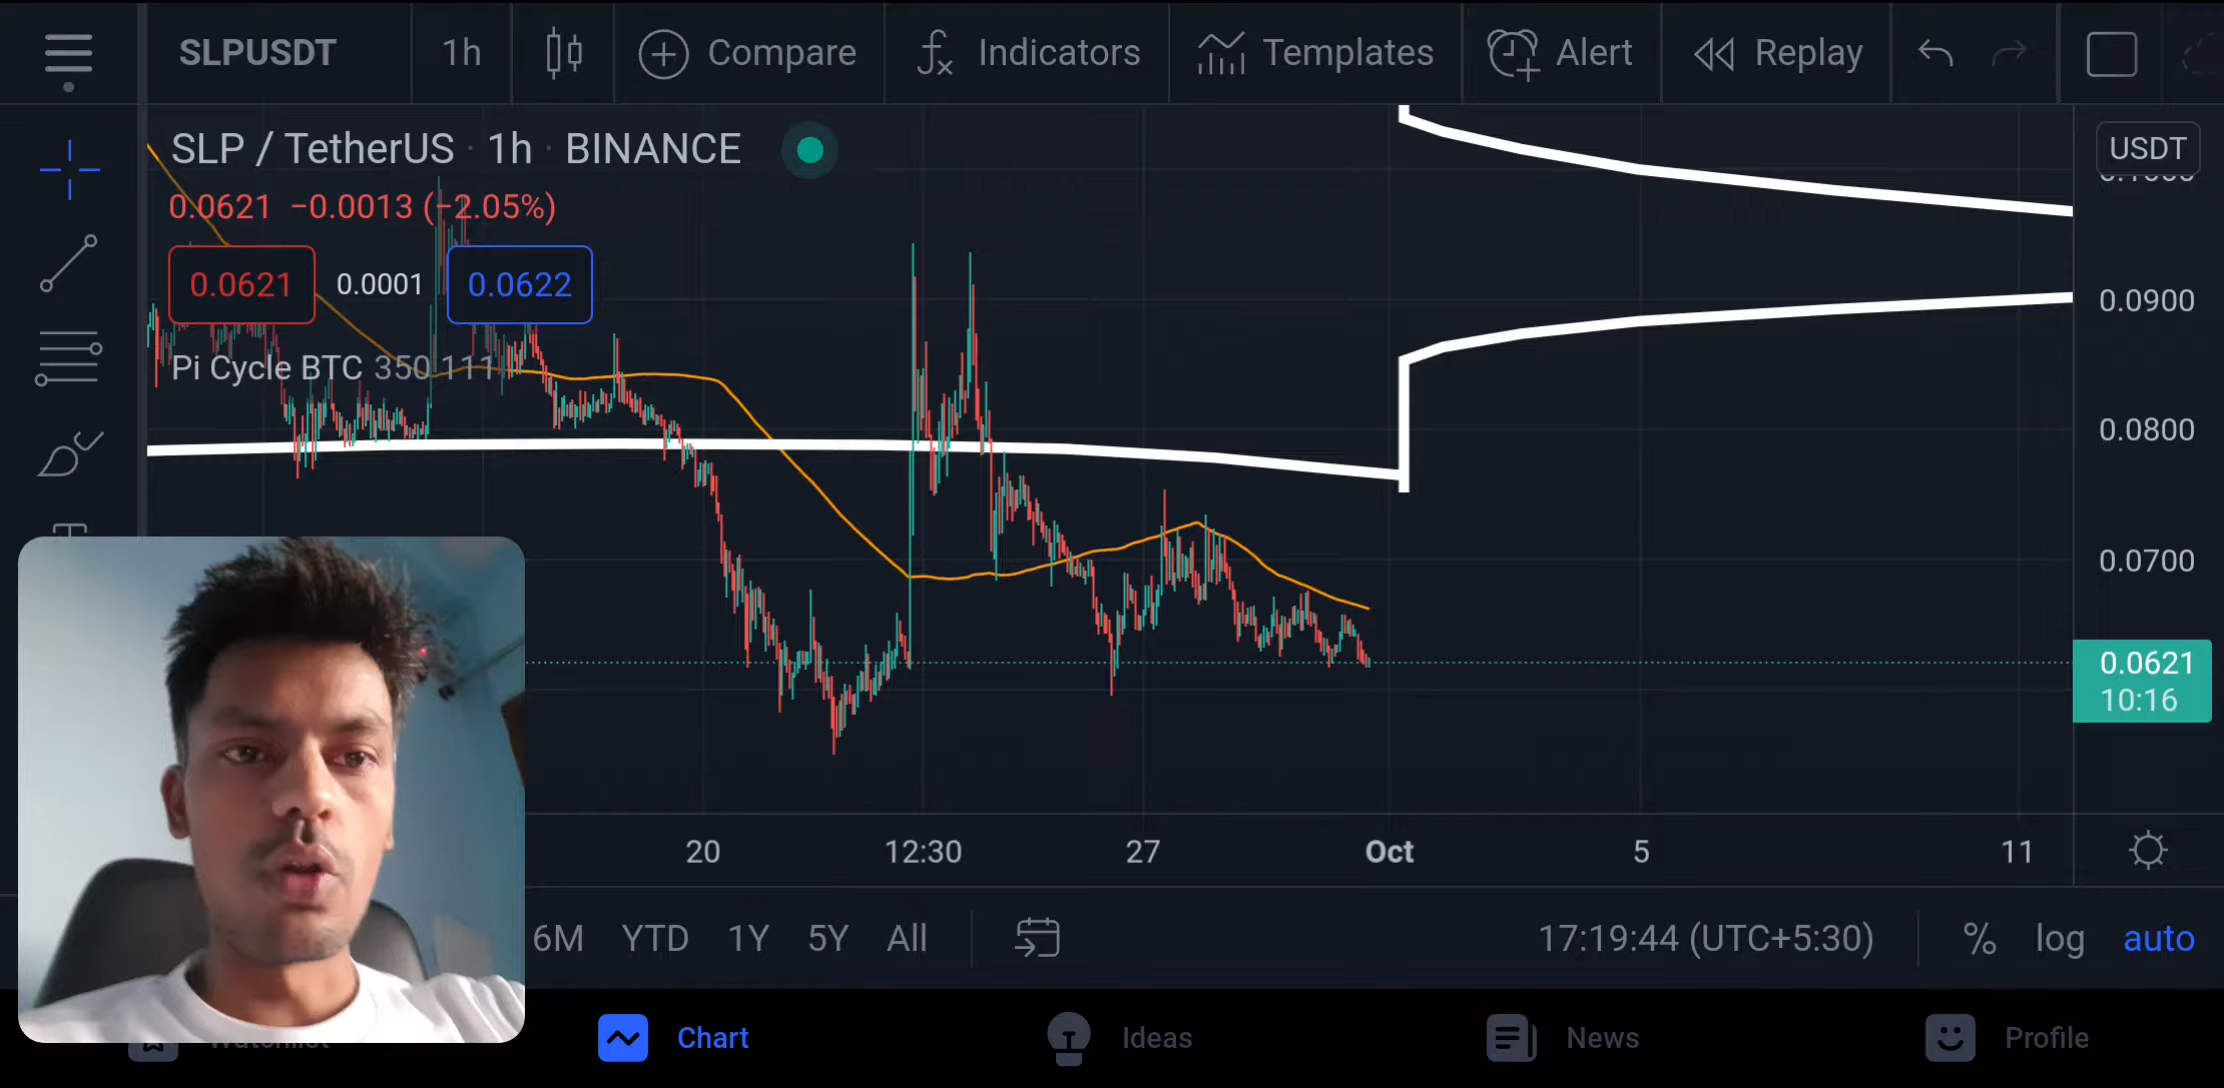 SLPUSDT 1h Compare Indicators Templates Alert Replay
SLP / TetherUS · 1h · BINANCE
USDT
0.0621 −0.0013 (−2.05%)
0.0621 0.0001 0.0622
0.0900
Pi Cycle BTC 350 111
0.0800
0.0700
0.0621
10:16
20 12:30 27 Oct 5 11
6M YTD 1Y 5Y All 17:19:44 (UTC+5:30) % log auto
Chart Ideas News Profile